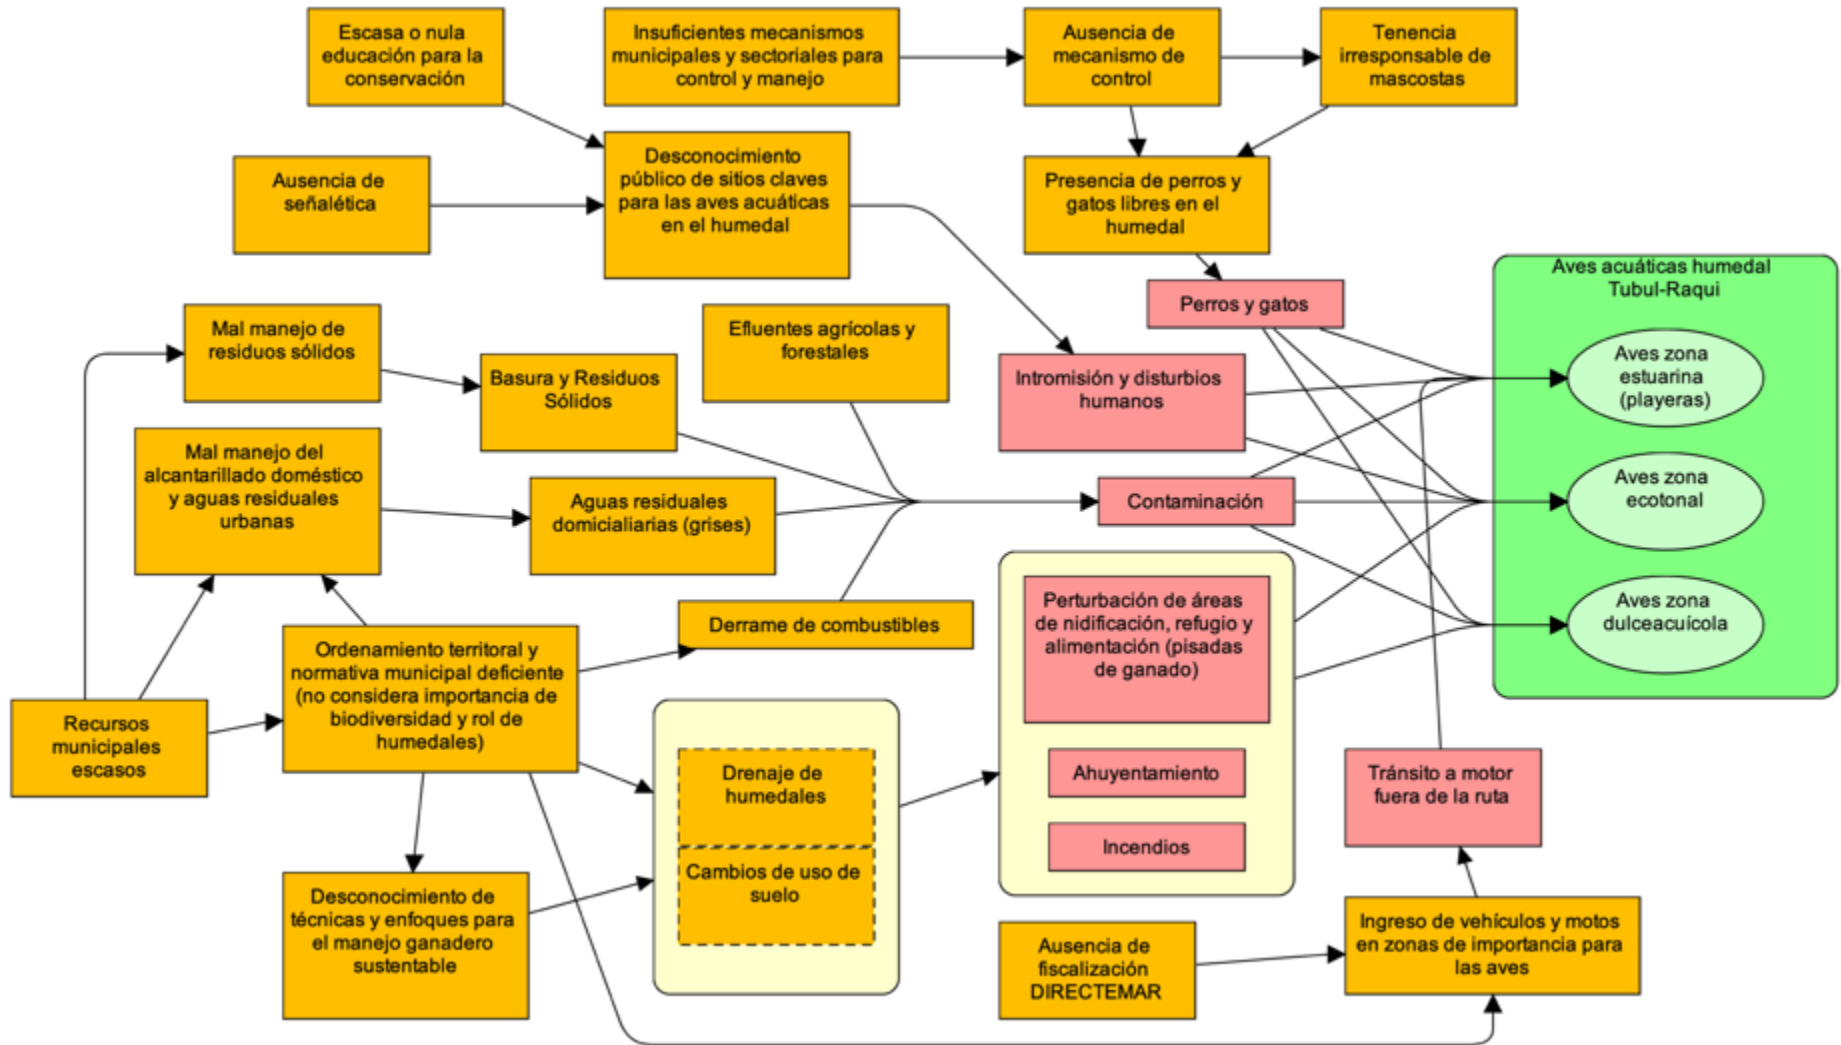 Escasa o nula
educación para la
conservación
Insuficientes mecanismos
municipales y sectoriales para
control y manejo
Ausencia de
mecanismo de
control
Tenencia
irresponsable de
mascostas
Ausencia de
señalética
Desconocimiento
público de sitios claves
para las aves acuáticas
en el humedal
Presencia de perros y
gatos libres en el
humedal
Perros y gatos
Aves acuáticas humedal
Tubul-Raqui
Mal manejo de
residuos sólidos
Basura y Residuos
Sólidos
Efluentes agrícolas y
forestales
Intromisión y disturbios
humanos
Aves zona
estuarina
(playeras)
Mal manejo del
alcantarillado doméstico
y aguas residuales
urbanas
Aguas residuales
domicialiarias (grises)
Contaminación
Aves zona
ecotonal
Derrame de combustibles
Perturbación de áreas
de nidificación, refugio y
alimentación (pisadas
de ganado)
Aves zona
dulceacuícola
Recursos
municipales
escasos
Ordenamiento territoral y
normativa municipal deficiente
(no considera importancia de
biodiversidad y rol de
humedales)
Drenaje de
humedales
Ahuyentamiento
Tránsito a motor
fuera de la ruta
Incendios
Cambios de uso de
suelo
Desconocimiento de
técnicas y enfoques para
el manejo ganadero
sustentable
Ausencia de
fiscalización
DIRECTEMAR
Ingreso de vehículos y motos
en zonas de importancia para
las aves